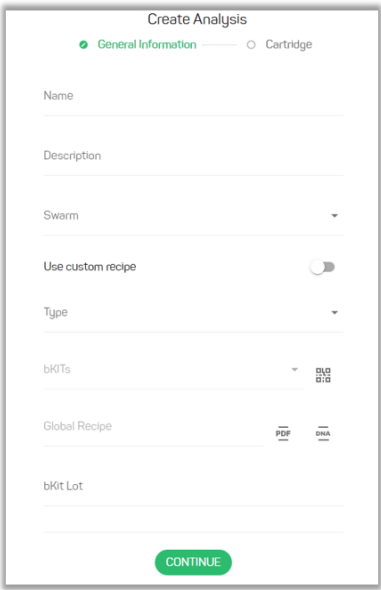 Create Analysis
General Information
Cartridge
Name
Description
Swarm
Use custom recipe
Type
bKITs
Global Recipe
PDF
DNA
bKit Lot
CONTINUE